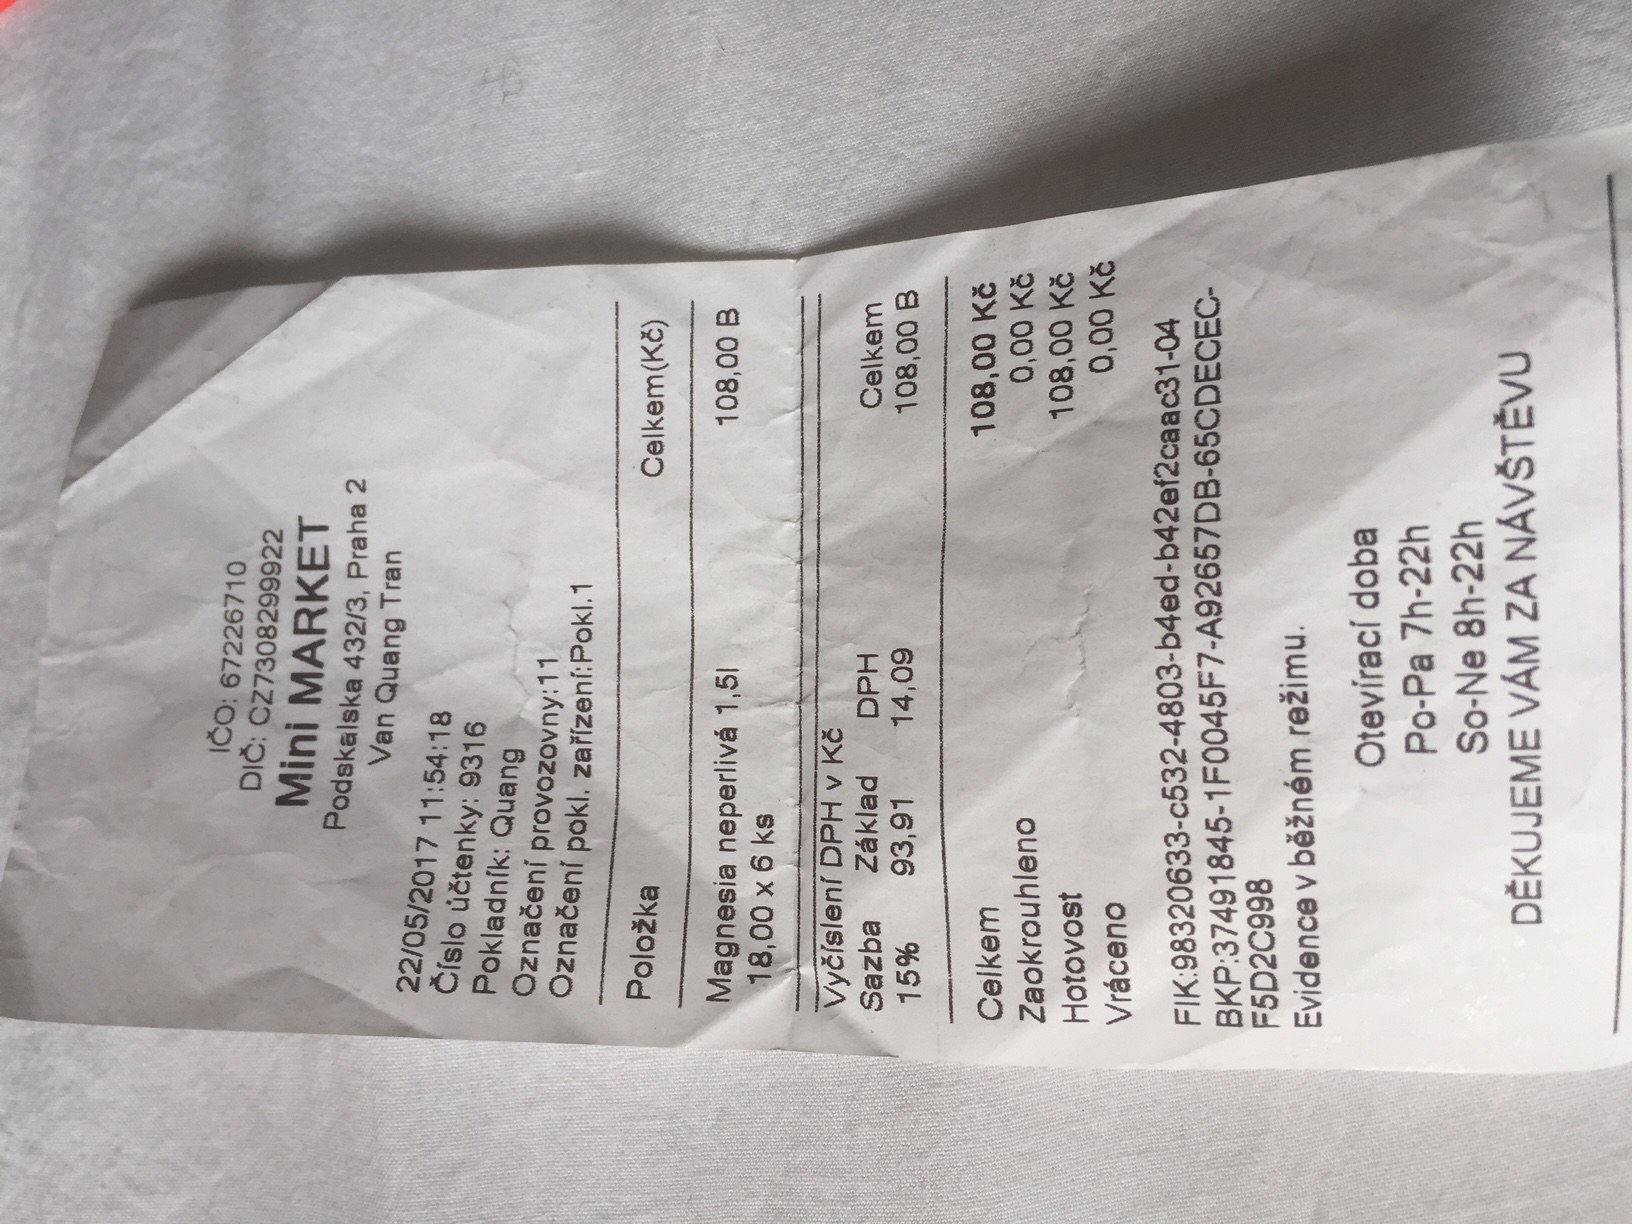 IČO: 67226710
DIČ: CZ7308299922
Mini MARKET
Podskalska 432/3, Praha 2
Van Quang Tran
22/05/2017 11:54:18
Číslo účtenky: 9316
Pokladník: Quang
Označení provozovny:11
Označení pokl. zařízení:Pokl.1
Položka Celkem(Kč)
Magnesia neperlivá 1,5l 108,00 B
18,00 x 6 ks
Vyčíslení DPH v Kč
Sazba Základ DPH Celkem
15% 93,91 14,09 108,00 B
Celkem 108,00 Kč
Zaokrouhleno 0,00 Kč
Hotovost 108,00 Kč
Vráceno 0,00 Kč
FIK:98320633-c532-4803-b4ed-b42ef2caac31-04
BKP:37491845-1F0045F7-A92657DB-65CDECEC-
F5D2C998
Evidence v běžném režimu.
Otevírací doba
Po-Pa 7h-22h
So-Ne 8h-22h
DĚKUJEME VÁM ZA NÁVŠTĚVU